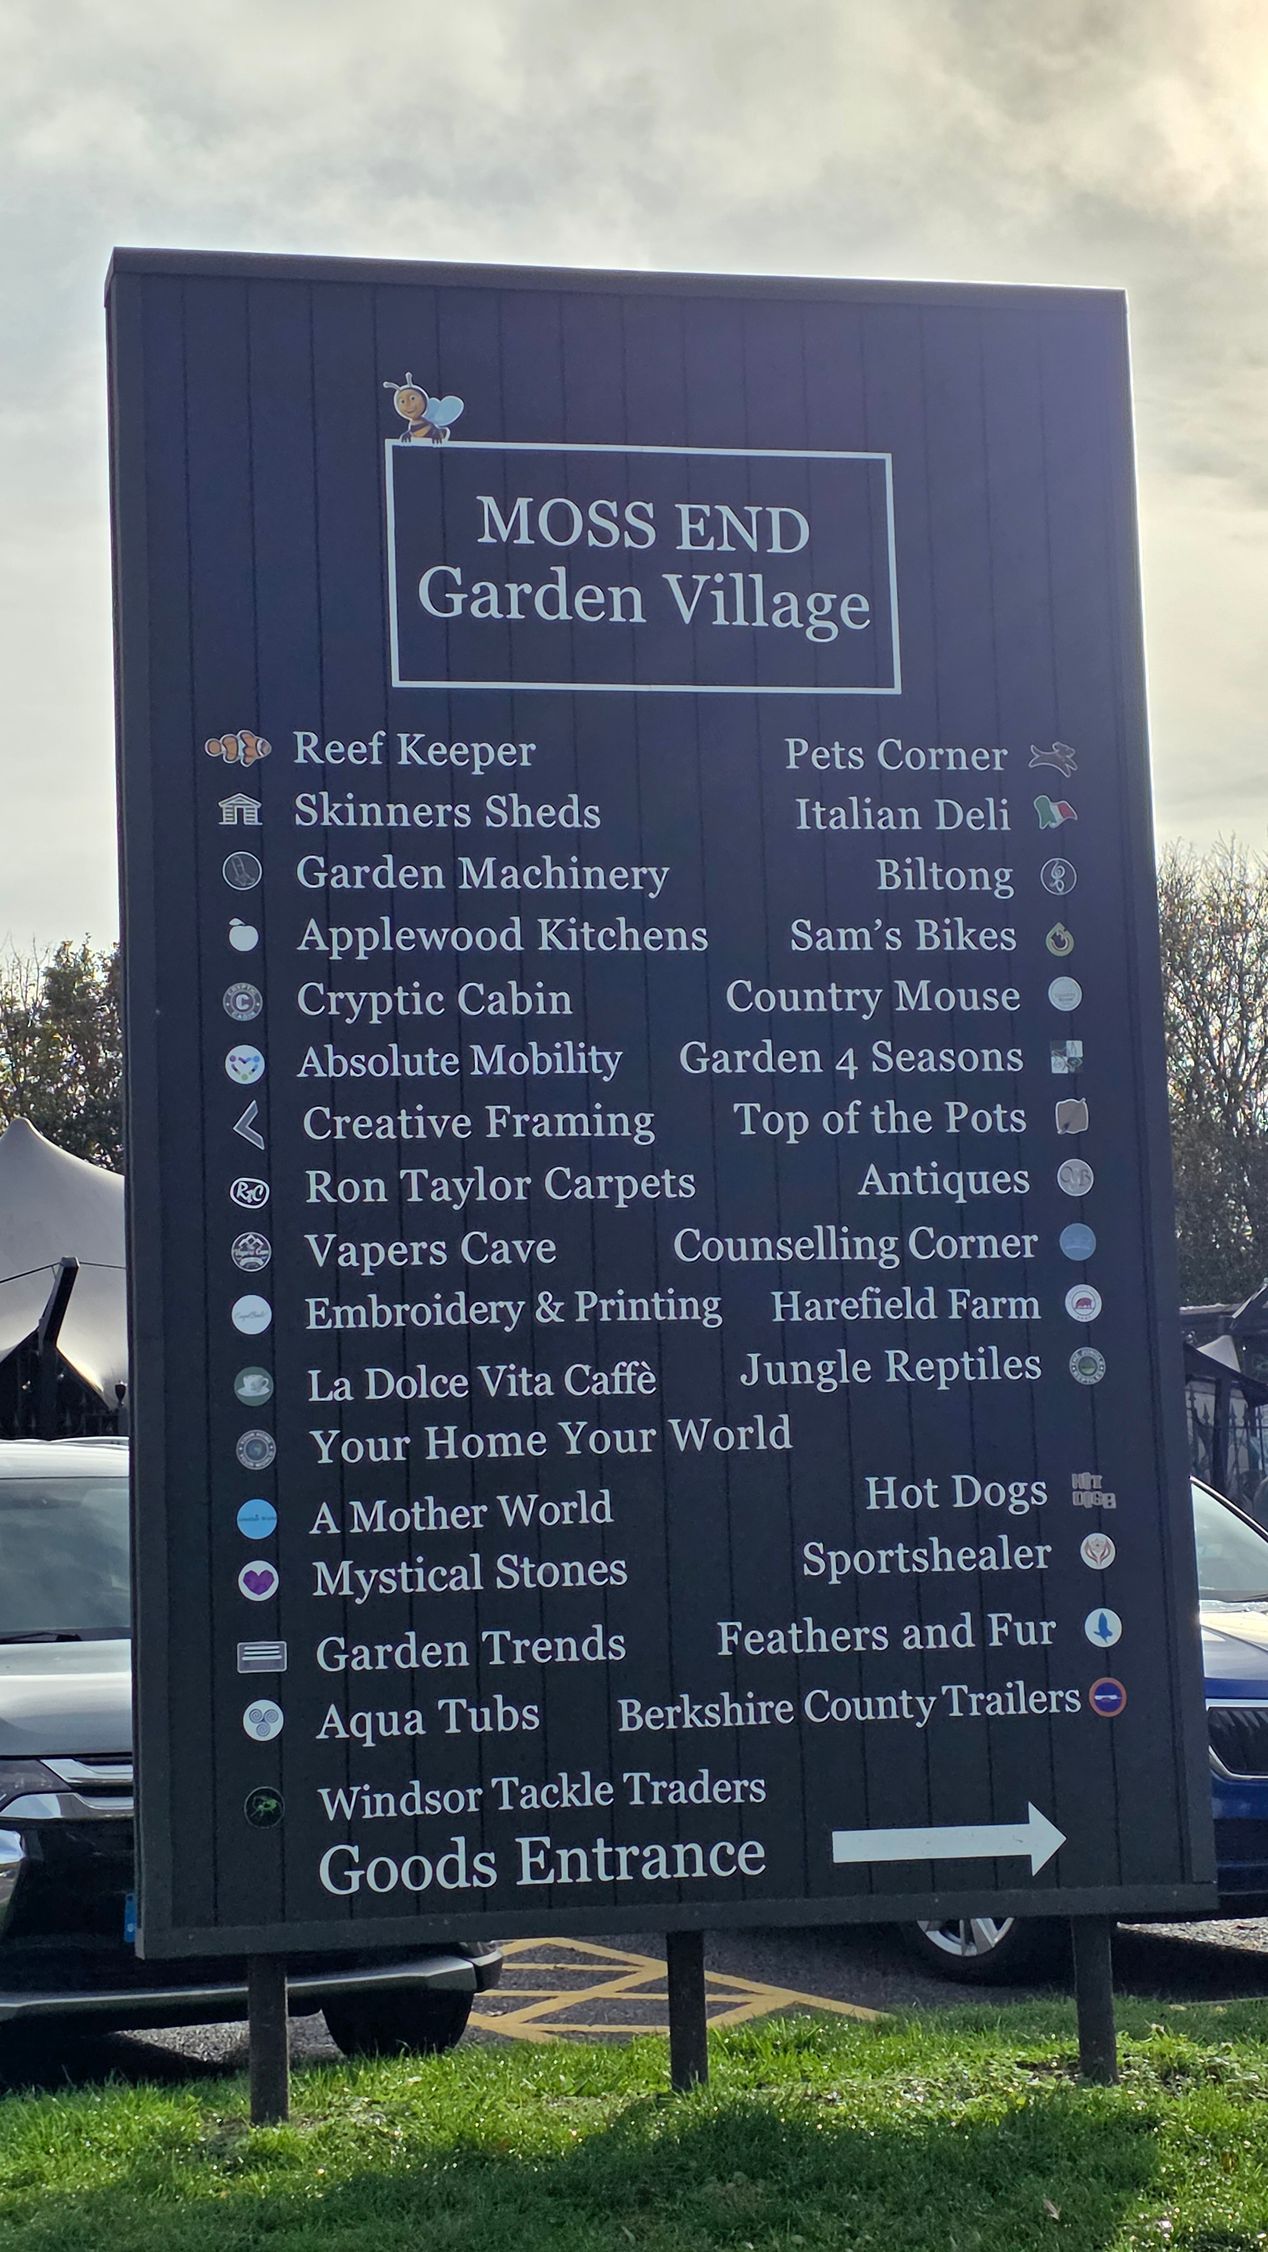 MOSS END
Garden Village
Reef Keeper
Skinners Sheds
Garden Machinery
Applewood Kitchens
Cryptic Cabin
Absolute Mobility
Creative Framing
Ron Taylor Carpets
Vapers Cave
Embroidery & Printing
La Dolce Vita Caffè
Your Home Your World
A Mother World
Mystical Stones
Garden Trends
Aqua Tubs
Windsor Tackle Traders
Pets Corner
Italian Deli
Biltong
Sam's Bikes
Country Mouse
Garden 4 Seasons
Top of the Pots
Antiques
Counselling Corner
Harefield Farm
Jungle Reptiles
Hot Dogs
Sportshealer
Feathers and Fur
Berkshire County Trailers
Goods Entrance